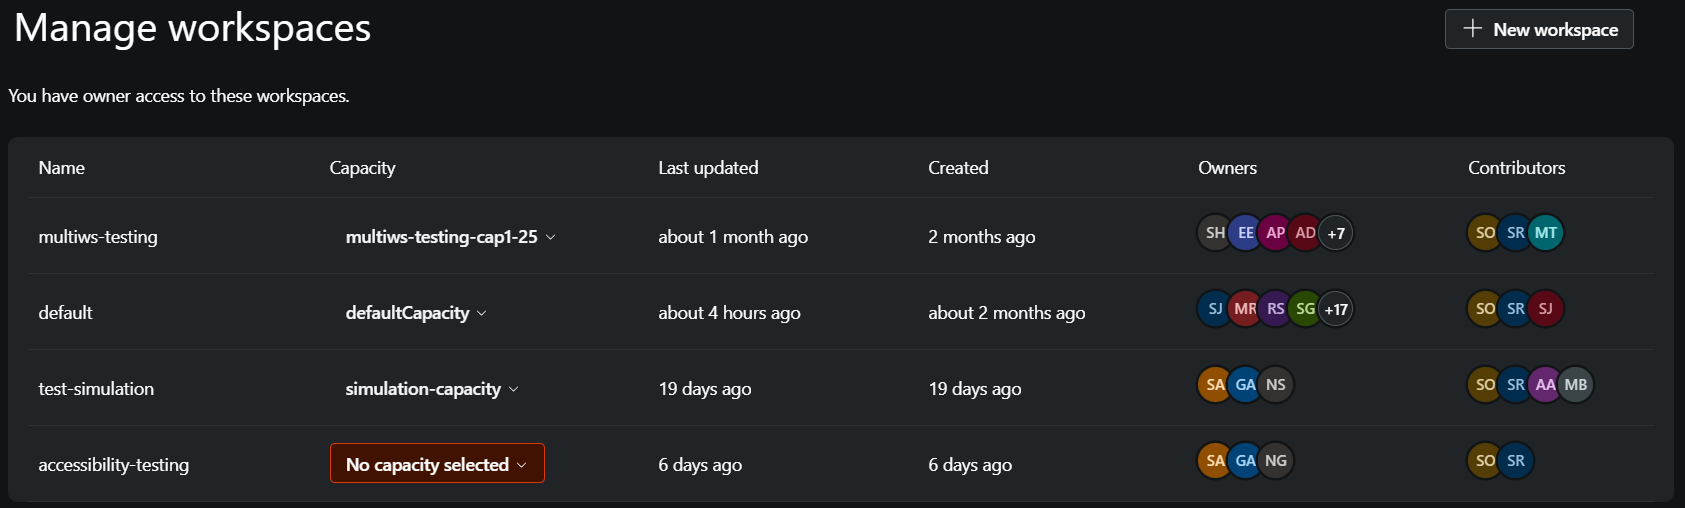 Manage workspaces
New workspace
You have owner access to these workspaces.
Name Capacity Last updated Created Owners Contributors
multiws-testing multiws-testing-cap1-25 about 1 month ago 2 months ago SH EE AP AD +7 SO SR MT
default defaultCapacity about 4 hours ago about 2 months ago SJ MR RS SG +17 SO SR SJ
test-simulation simulation-capacity 19 days ago 19 days ago SA GA NS SO SR AA MB
accessibility-testing No capacity selected 6 days ago 6 days ago SA GA NG SO SR